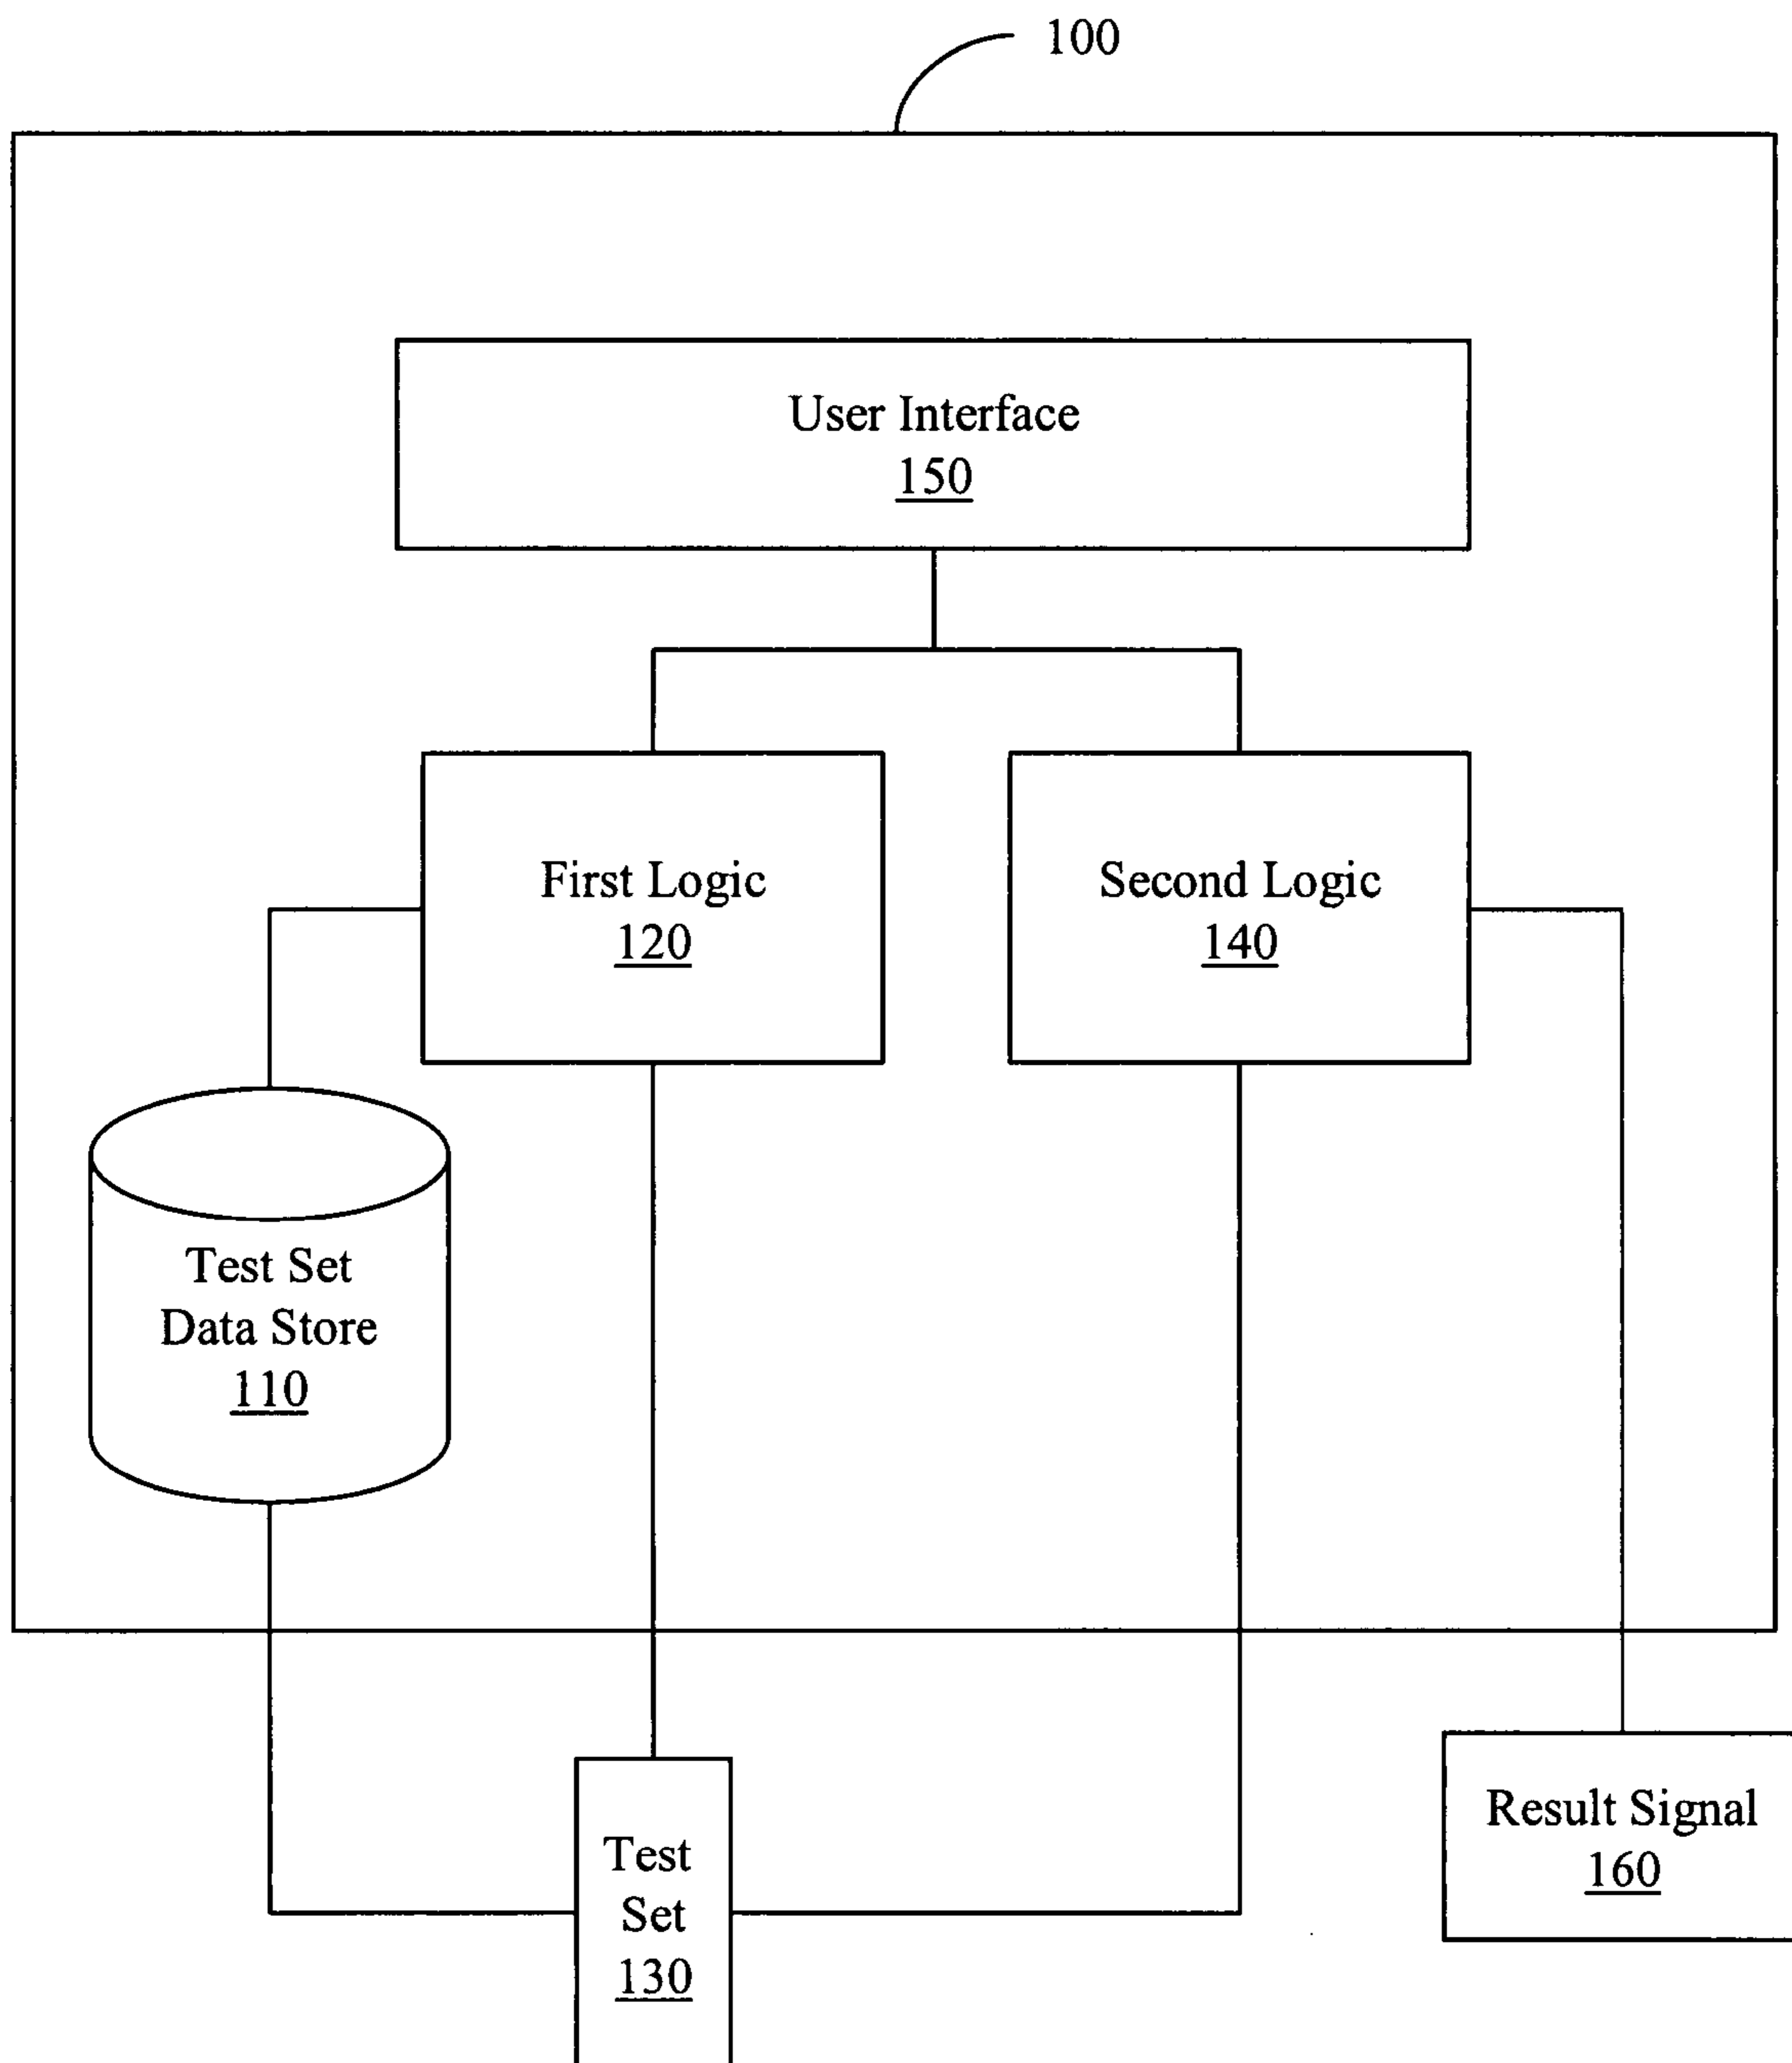 100
User Interface
150
First Logic
120
Second Logic
140
Test Set
Data Store
110
Test
Set
130
Result Signal
160